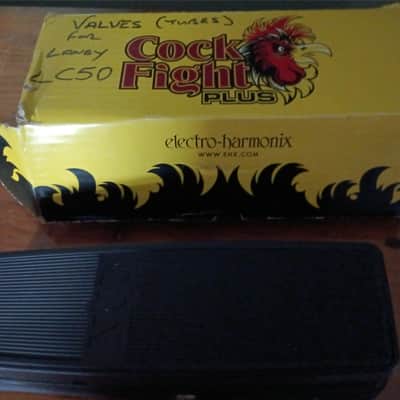 VALVES (TUBES)
FOR
LANEY
LC50
Cock
Fight
PLUS
electro-harmonix
WWW.EHX.COM